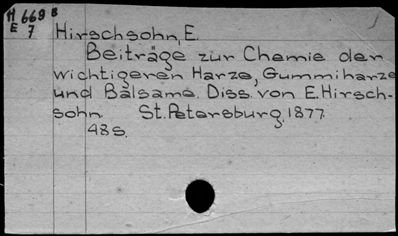 H 669 B
E 7
Hirschsohn, E.
Beiträge zur Chemie der
wichtigeren Harze, Gummiharze
und Balsame. Diss. von E. Hirsch-
sohn. St. Petersburg, 1877.
48 s.